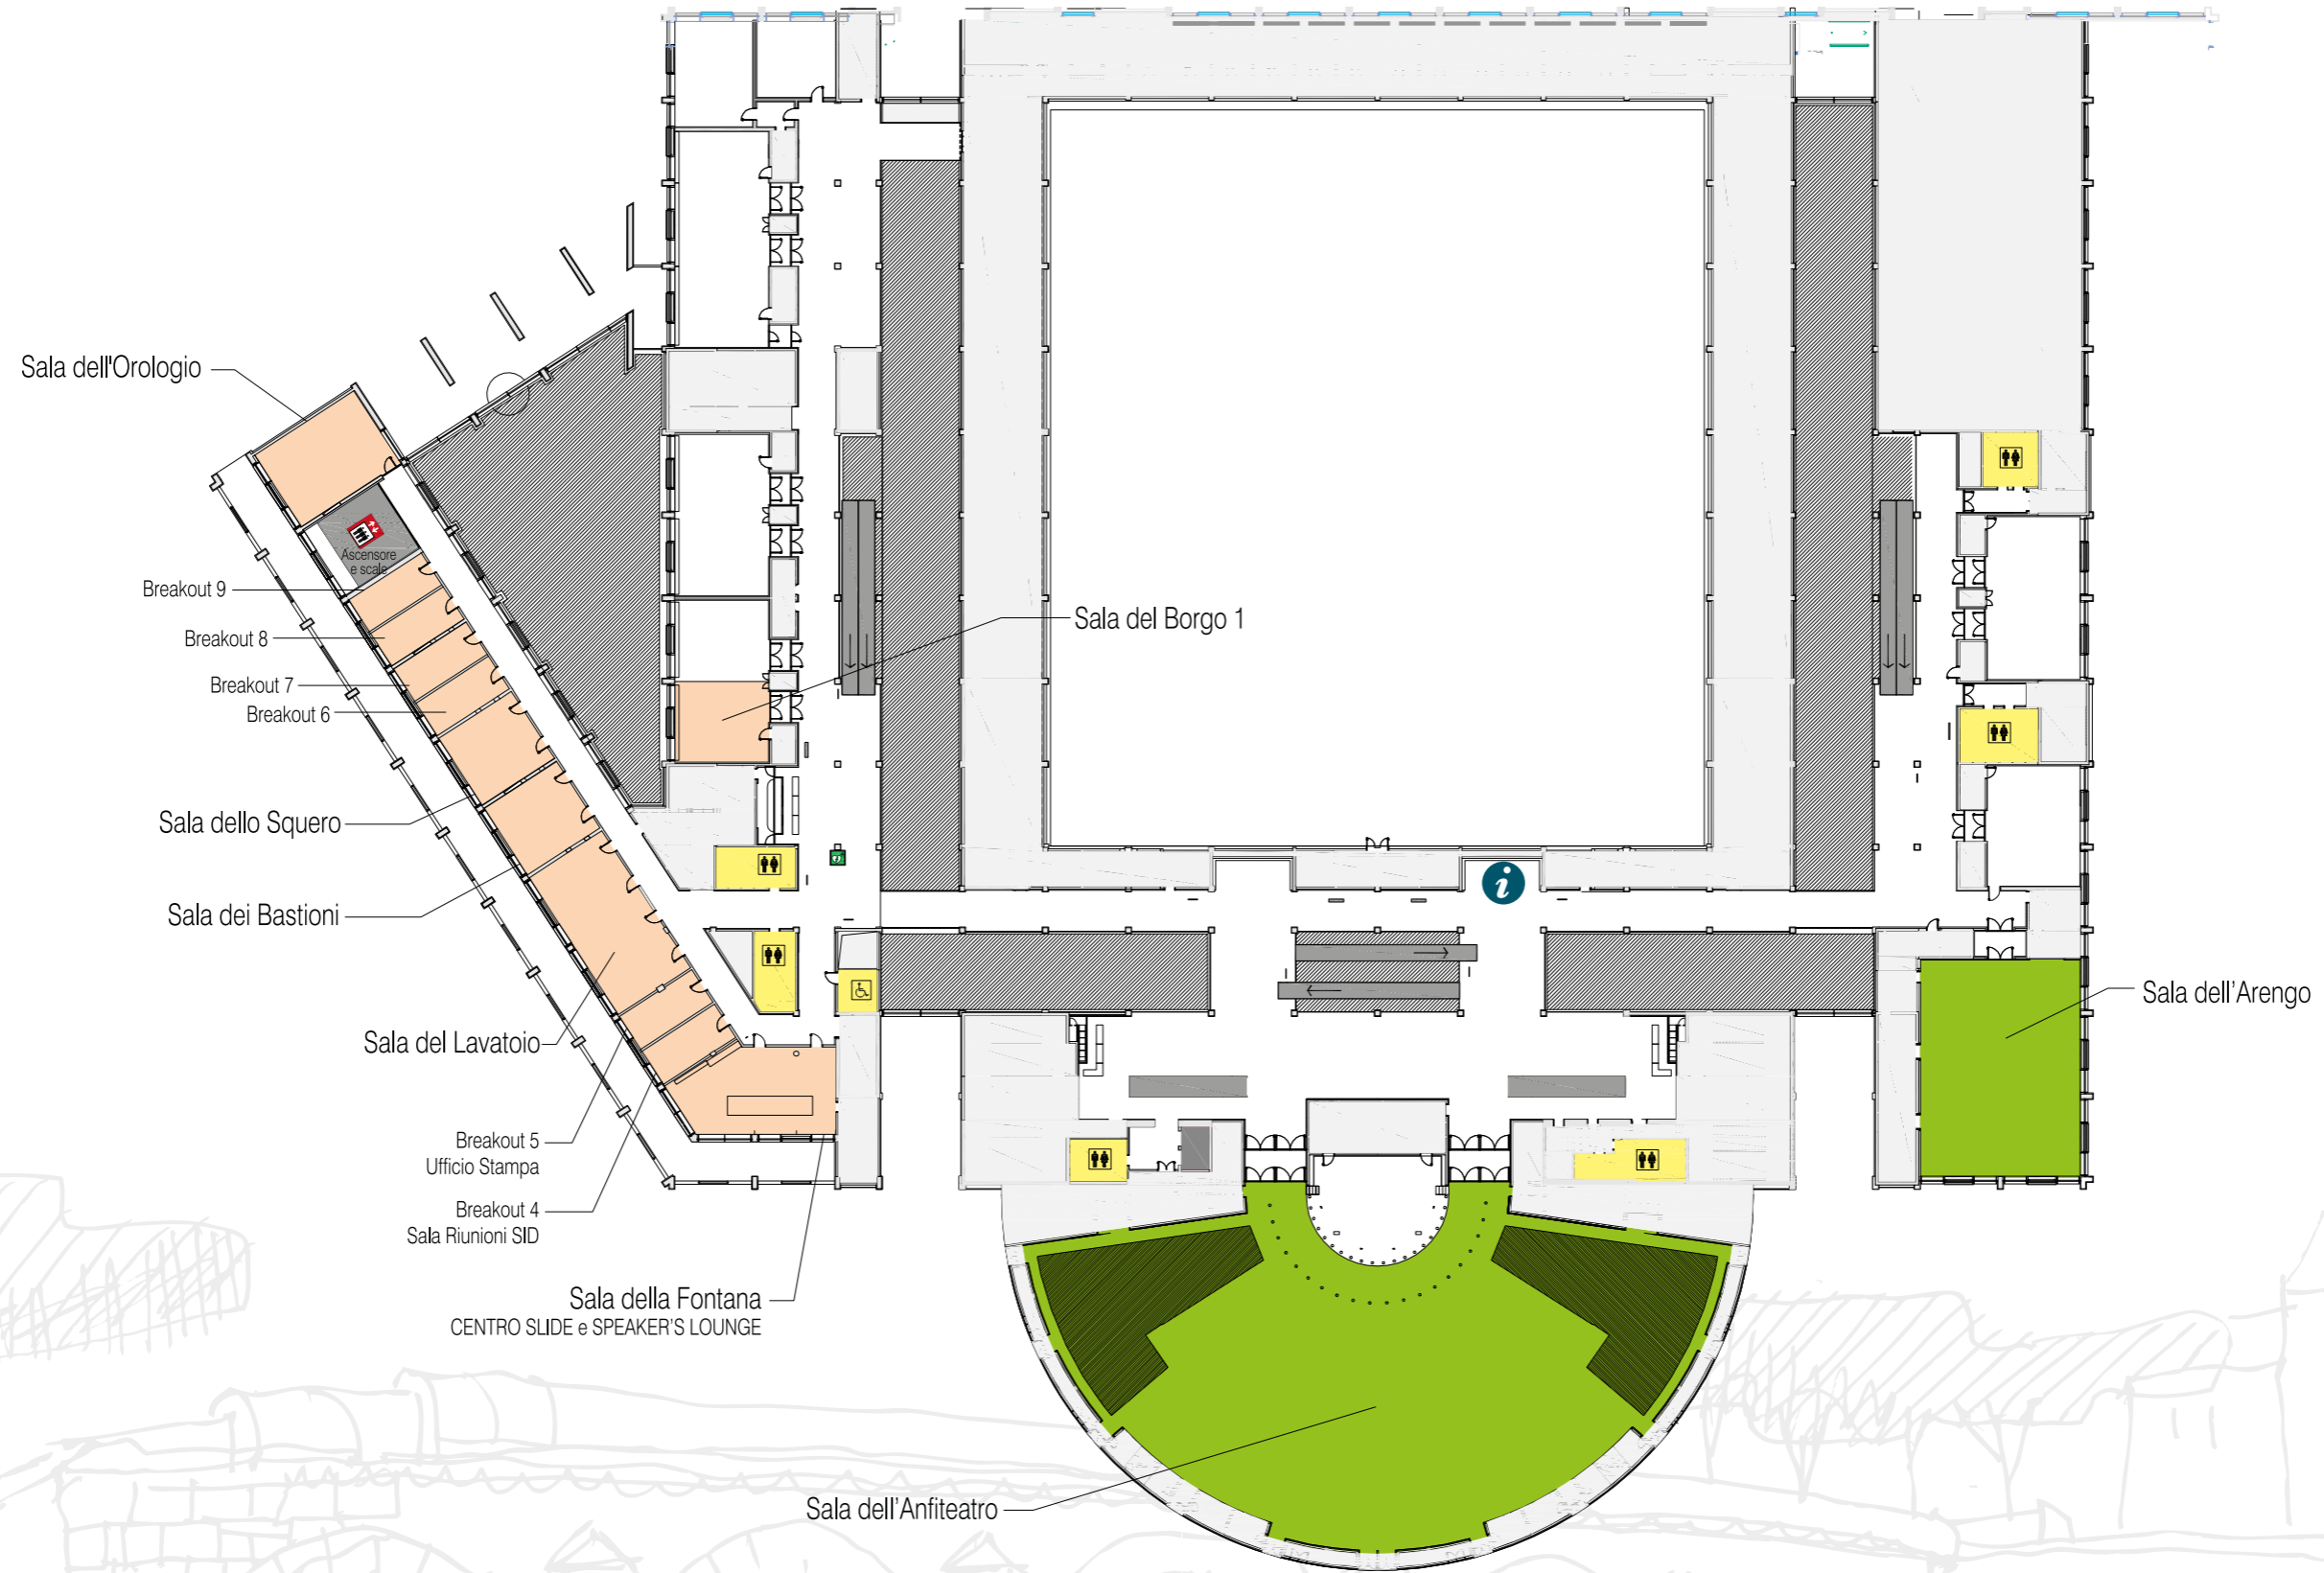 Sala dell'Orologio
Ascensore
e scale
Breakout 9
Breakout 8
Breakout 7
Breakout 6
Sala del Borgo 1
Sala dello Squero
Sala dei Bastioni
i
Sala dell'Arengo
Sala del Lavatoio
Breakout 5
Ufficio Stampa
Breakout 4
Sala Riunioni SID
Sala della Fontana
CENTRO SLIDE e SPEAKER'S LOUNGE
Sala dell'Anfiteatro